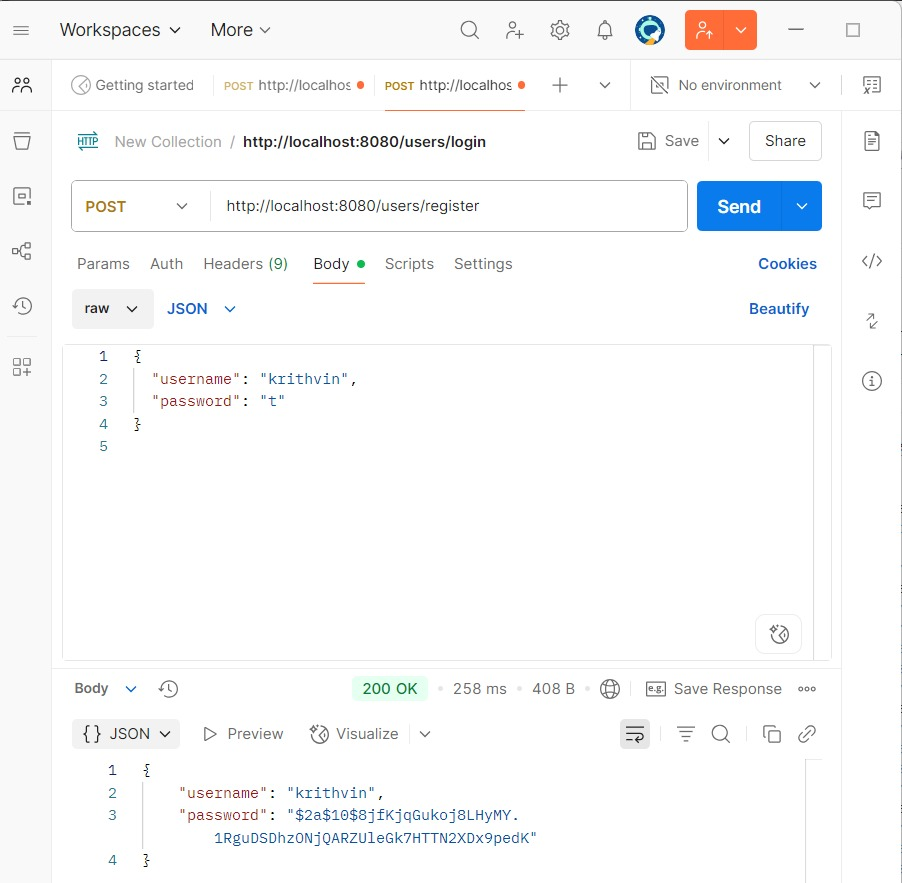 Workspaces More
Getting started POST http://localhos POST http://localhos No environment
HTTP New Collection / http://localhost:8080/users/login Save Share
POST http://localhost:8080/users/register Send
Params Auth Headers (9) Body Scripts Settings Cookies
raw JSON Beautify
1 {
2 "username": "krithvin",
3 "password": "t"
4 }
5
Body 200 OK 258 ms 408 B e.g. Save Response
{} JSON Preview Visualize
1 {
2 "username": "krithvin",
3 "password": "$2a$10$8jfKjqGukoj8LHyMY.
1RguDSDhzONjQARZUleGk7HTTN2XDx9pedK"
4 }